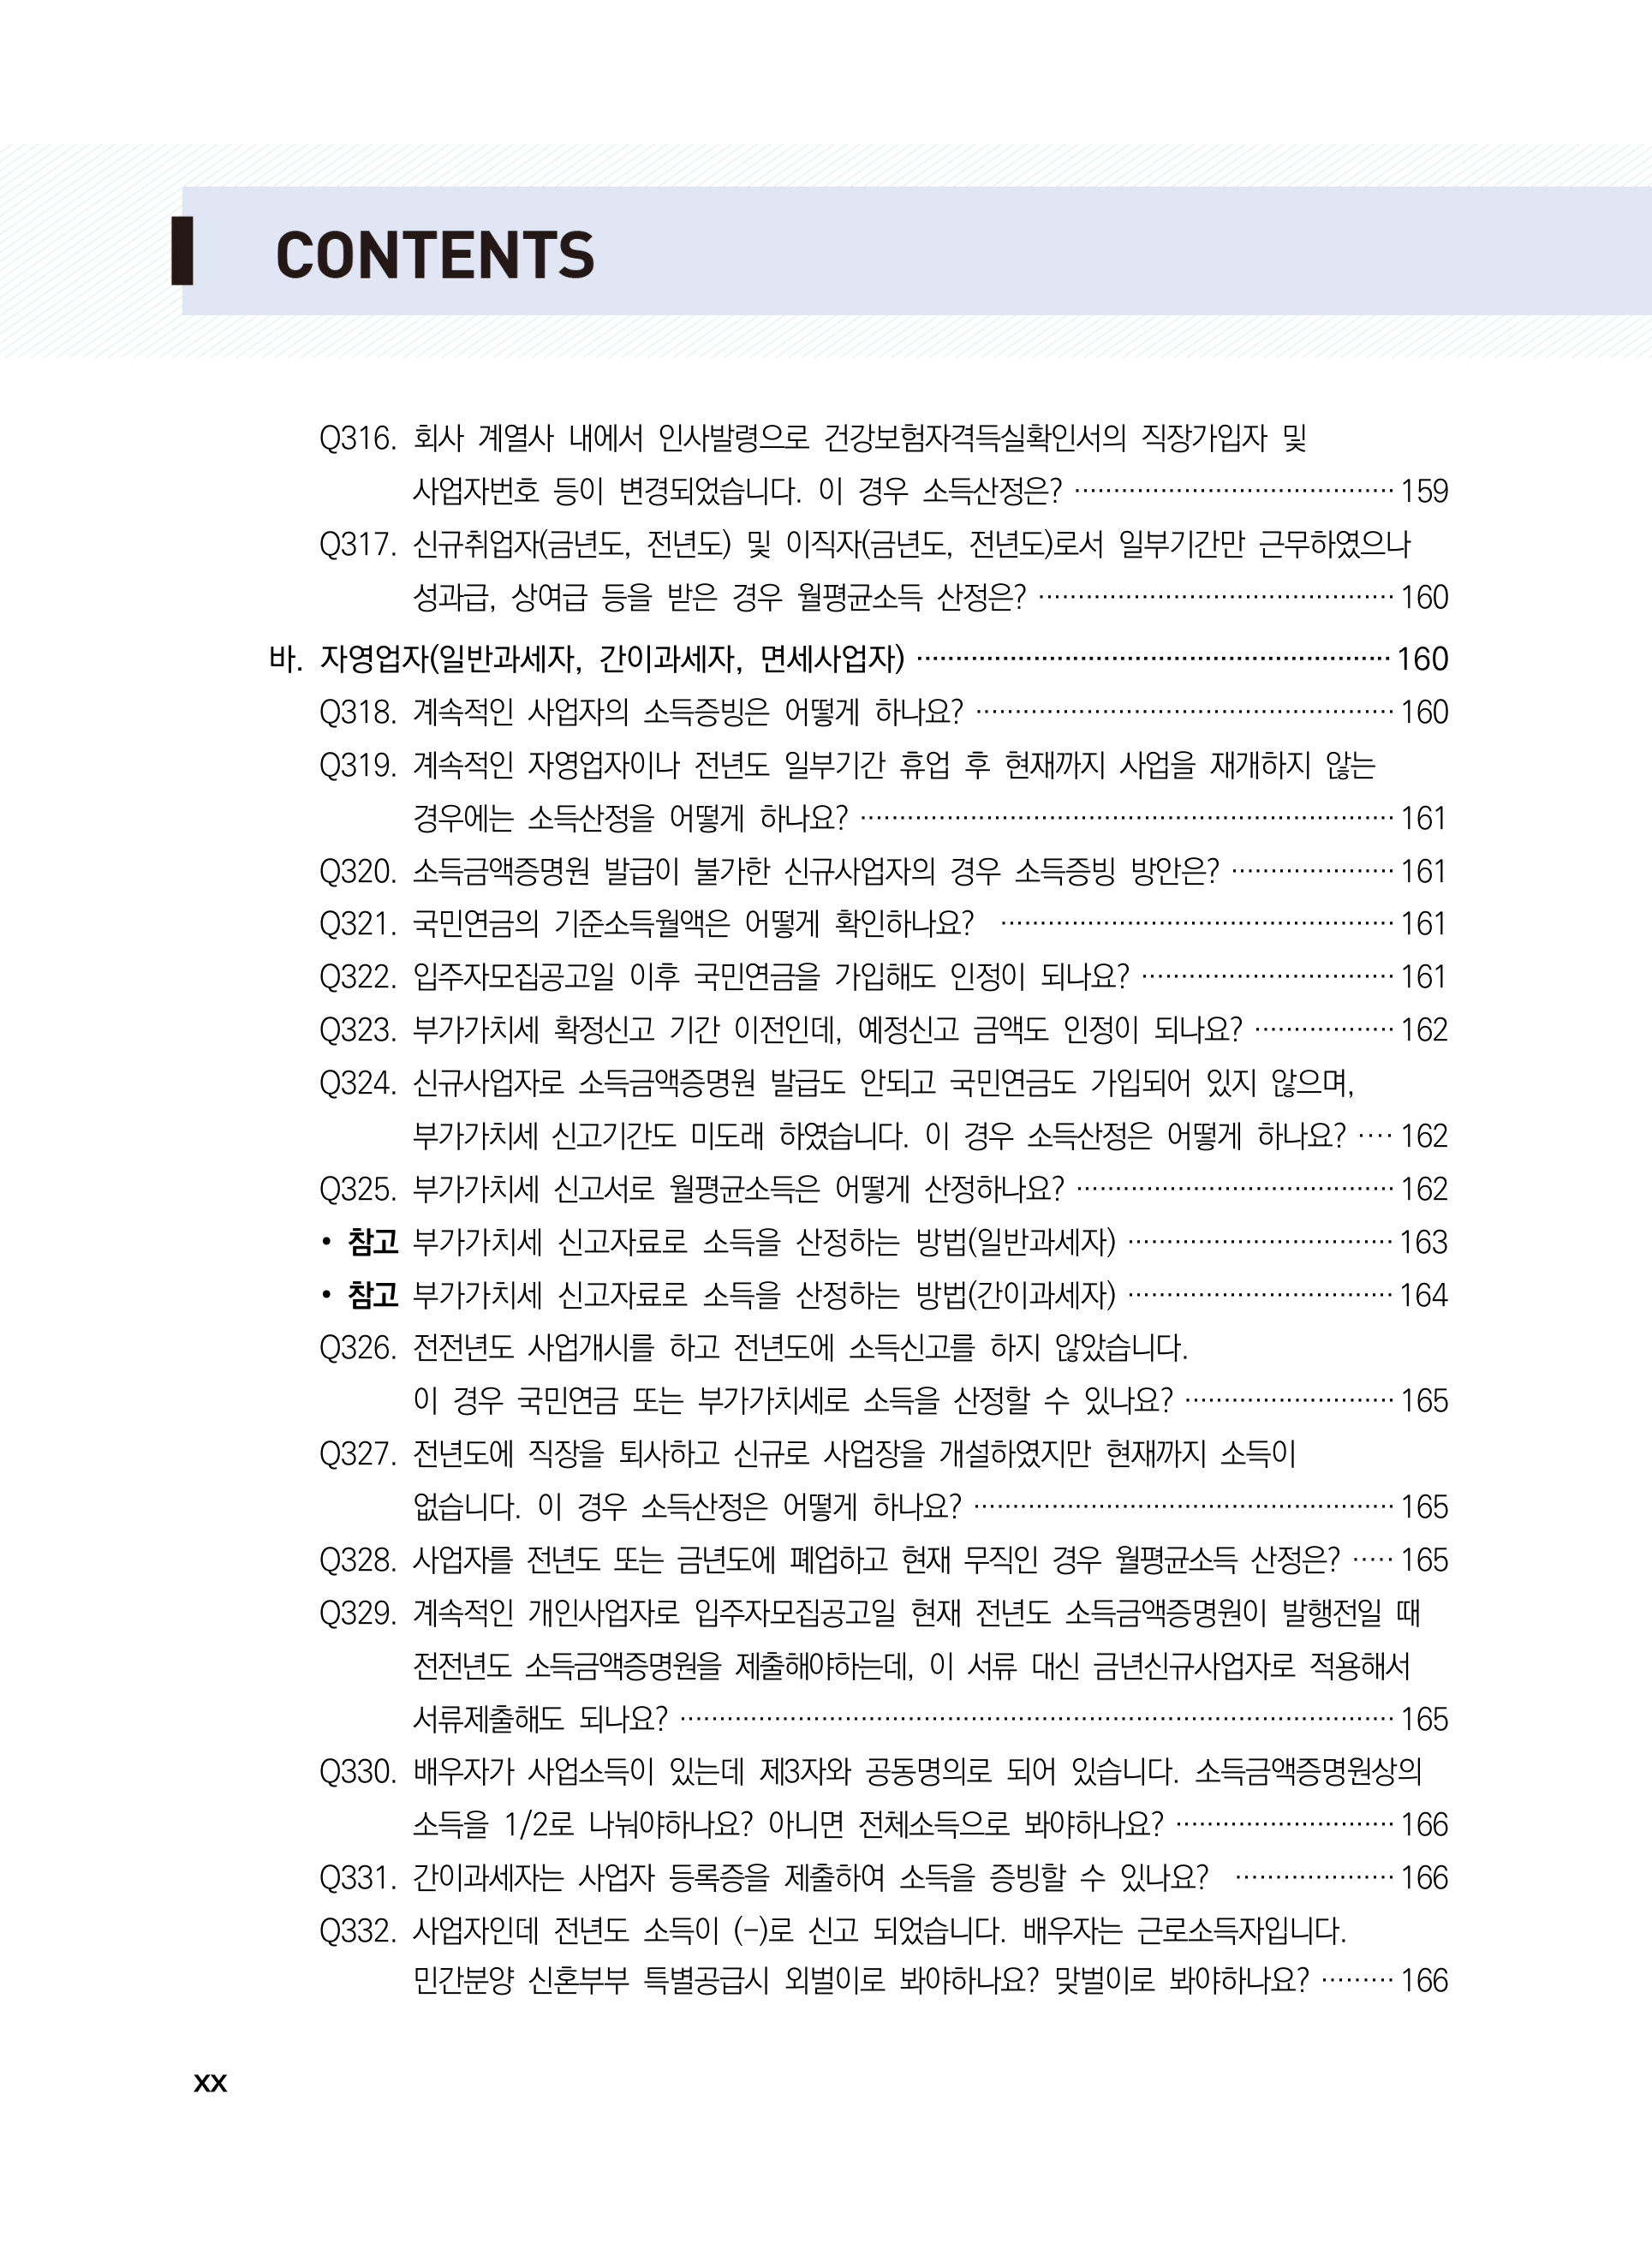 CONTENTS
Q316. 회사 계열사 내에서 인사발령으로 건강보험자격득실확인서의 직장가입자 및
사업자번호 등이 변경되었습니다. 이 경우 소득산정은? ········································ 159
Q317. 신규취업자(금년도, 전년도) 및 이직자(금년도, 전년도)로서 일부기간만 근무하였으나
성과급, 상여급 등을 받은 경우 월평균소득 산정은? ············································· 160
바. 자영업자(일반과세자, 간이과세자, 면세사업자) ····························································· 160
Q318. 계속적인 사업자의 소득증빙은 어떻게 하나요? ····················································· 160
Q319. 계속적인 자영업자이나 전년도 일부기간 휴업 후 현재까지 사업을 재개하지 않는
경우에는 소득산정을 어떻게 하나요? ···································································· 161
Q320. 소득금액증명원 발급이 불가한 신규사업자의 경우 소득증빙 방안은? ····················· 161
Q321. 국민연금의 기준소득월액은 어떻게 확인하나요? ·················································· 161
Q322. 입주자모집공고일 이후 국민연금을 가입해도 인정이 되나요? ································ 161
Q323. 부가가치세 확정신고 기간 이전인데, 예정신고 금액도 인정이 되나요? ·················· 162
Q324. 신규사업자로 소득금액증명원 발급도 안되고 국민연금도 가입되어 있지 않으며,
부가가치세 신고기간도 미도래 하였습니다. 이 경우 소득산정은 어떻게 하나요? ···· 162
Q325. 부가가치세 신고서로 월평균소득은 어떻게 산정하나요? ········································ 162
• 참고 부가가치세 신고자료로 소득을 산정하는 방법(일반과세자) ·································· 163
• 참고 부가가치세 신고자료로 소득을 산정하는 방법(간이과세자) ·································· 164
Q326. 전전년도 사업개시를 하고 전년도에 소득신고를 하지 않았습니다.
이 경우 국민연금 또는 부가가치세로 소득을 산정할 수 있나요? ··························· 165
Q327. 전년도에 직장을 퇴사하고 신규로 사업장을 개설하였지만 현재까지 소득이
없습니다. 이 경우 소득산정은 어떻게 하나요? ····················································· 165
Q328. 사업자를 전년도 또는 금년도에 폐업하고 현재 무직인 경우 월평균소득 산정은? ····· 165
Q329. 계속적인 개인사업자로 입주자모집공고일 현재 전년도 소득금액증명원이 발행전일 때
전전년도 소득금액증명원을 제출해야하는데, 이 서류 대신 금년신규사업자로 적용해서
서류제출해도 되나요? ··························································································· 165
Q330. 배우자가 사업소득이 있는데 제3자와 공동명의로 되어 있습니다. 소득금액증명원상의
소득을 1/2로 나눠야하나요? 아니면 전체소득으로 봐야하나요? ···························· 166
Q331. 간이과세자는 사업자 등록증을 제출하여 소득을 증빙할 수 있나요? ···················· 166
Q332. 사업자인데 전년도 소득이 (-)로 신고 되었습니다. 배우자는 근로소득자입니다.
민간분양 신혼부부 특별공급시 외벌이로 봐야하나요? 맞벌이로 봐야하나요? ········· 166
xx